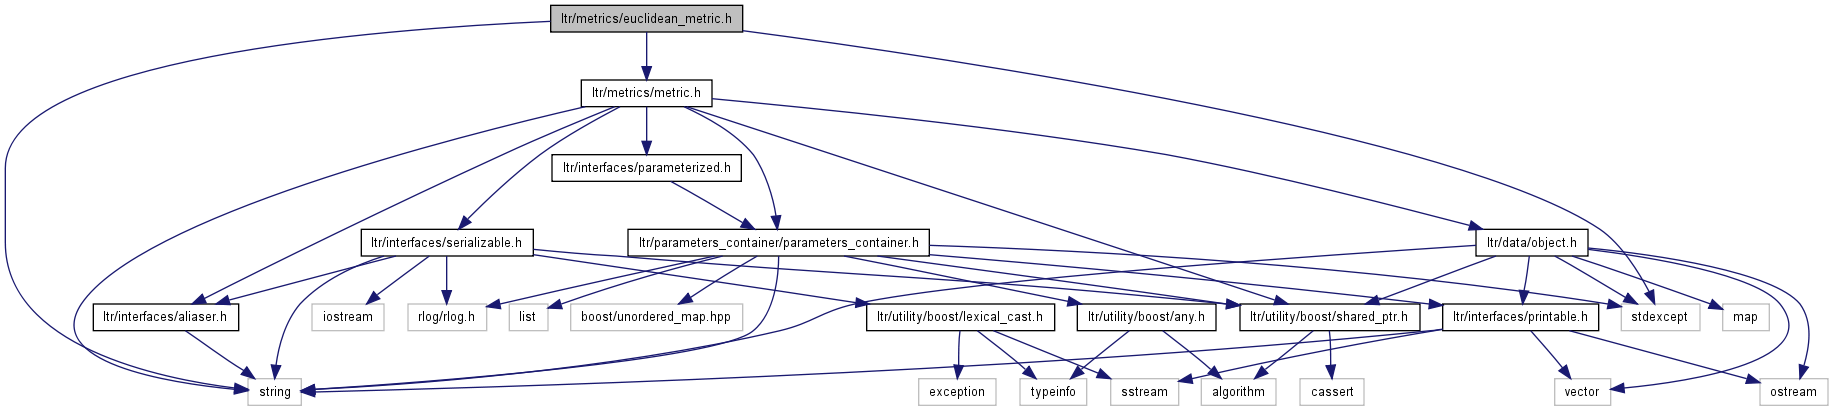 ltr/metrics/euclidean_metric.h
ltr/metrics/metric.h
ltr/interfaces/parameterized.h
ltr/interfaces/serializable.h
ltr/parameters_container/parameters_container.h
ltr/data/object.h
ltr/interfaces/aliaser.h
iostream
rlog/rlog.h
list
boost/unordered_map.hpp
ltr/utility/boost/lexical_cast.h
ltr/utility/boost/any.h
ltr/utility/boost/shared_ptr.h
ltr/interfaces/printable.h
stdexcept
map
string
exception
typeinfo
sstream
algorithm
cassert
vector
ostream